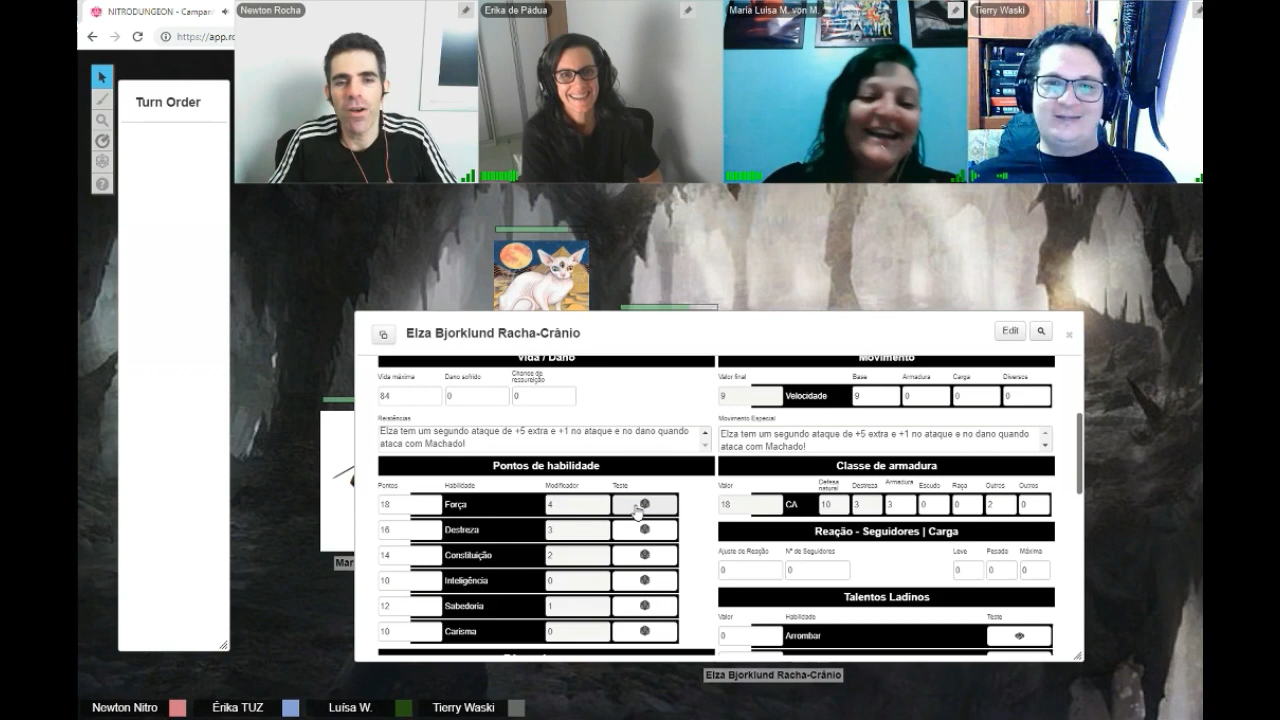 NITRODUNGEON - Campar
https://app.ro
Newton Rocha
Erika de Pádua
Maria Luisa M. von M.
Tierry Waski
Turn Order
Elza Bjorklund Racha-Crânio
Edit
Vida / Dano
Movimento
Vida máxima Dano sofrido Chance de ressureição
84 0 0
Valor final Base Armadura Carga Diversos
9 Velocidade 9 0 0 0
Resistências
Elza tem um segundo ataque de +5 extra e +1 no ataque e no dano quando
ataca com Machado!
Movimento Especial
Elza tem um segundo ataque de +5 extra e +1 no ataque e no dano quando
ataca com Machado!
Pontos de habilidade
Pontos Habilidade Modificador Teste
18 Força 4
16 Destreza 3
14 Constituição 2
10 Inteligência 0
12 Sabedoria 1
10 Carisma 0
Classe de armadura
Valor Defesa natural Destreza Armadura Escudo Raça Outros Outros
18 CA 10 3 3 0 0 2 0
Reação - Seguidores | Carga
Ajuste de Reação Nº de Seguidores Leve Pesada Máxima
0 0 0 0 0
Talentos Ladinos
Valor Habilidade Teste
0 Arrombar
Mar
Elza Bjorklund Racha-Crânio
Newton Nitro Érika TUZ Luísa W. Tierry Waski